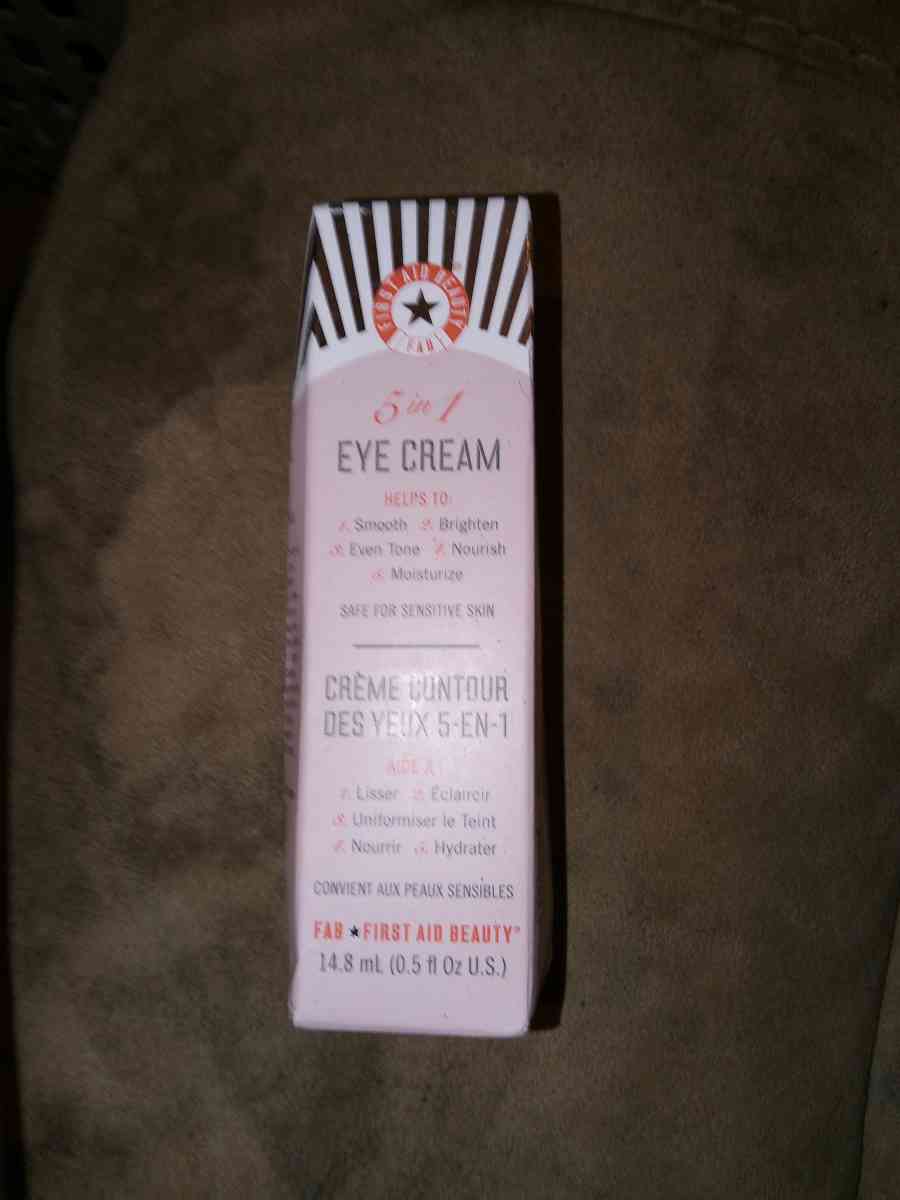 FIRST AID BEAUTY
FAB
5 in 1
EYE CREAM
HELPS TO:
1. Smooth 2. Brighten
3. Even Tone 4. Nourish
5. Moisturize
SAFE FOR SENSITIVE SKIN
CRÈME CONTOUR
DES YEUX 5-EN-1
AIDE À :
1. Lisser 2. Éclaircir
3. Uniformiser le Teint
4. Nourrir 5. Hydrater
CONVIENT AUX PEAUX SENSIBLES
FAB ★ FIRST AID BEAUTY®
14.8 mL (0.5 fl Oz U.S.)